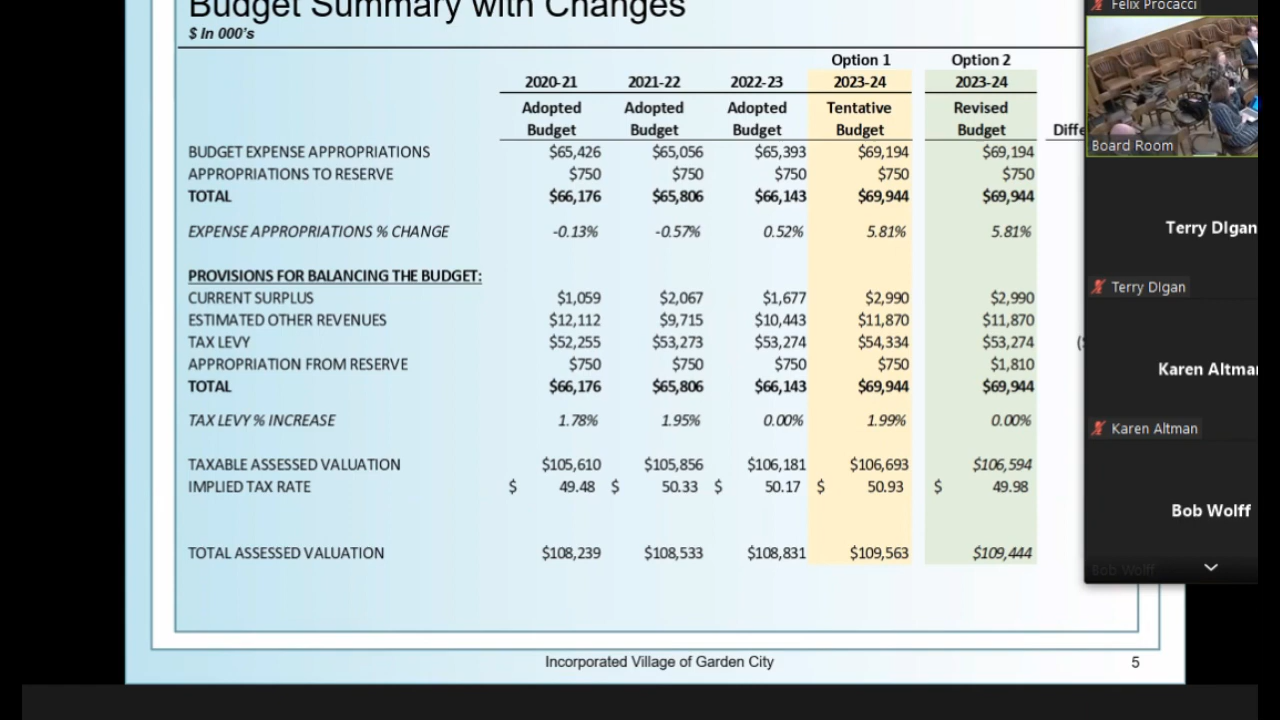 Budget Summary with Changes
$ In 000's
Option 1 Option 2
2020-21 2021-22 2022-23 2023-24 2023-24
Adopted Adopted Adopted Tentative Revised
Budget Budget Budget Budget Budget
BUDGET EXPENSE APPROPRIATIONS $65,426 $65,056 $65,393 $69,194 $69,194
APPROPRIATIONS TO RESERVE $750 $750 $750 $750 $750
TOTAL $66,176 $65,806 $66,143 $69,944 $69,944
EXPENSE APPROPRIATIONS % CHANGE -0.13% -0.57% 0.52% 5.81% 5.81%
PROVISIONS FOR BALANCING THE BUDGET:
CURRENT SURPLUS $1,059 $2,067 $1,677 $2,990 $2,990
ESTIMATED OTHER REVENUES $12,112 $9,715 $10,443 $11,870 $11,870
TAX LEVY $52,255 $53,273 $53,274 $54,334 $53,274
APPROPRIATION FROM RESERVE $750 $750 $750 $750 $1,810
TOTAL $66,176 $65,806 $66,143 $69,944 $69,944
TAX LEVY % INCREASE 1.78% 1.95% 0.00% 1.99% 0.00%
TAXABLE ASSESSED VALUATION $105,610 $105,856 $106,181 $106,693 $106,594
IMPLIED TAX RATE $ 49.48 $ 50.33 $ 50.17 $ 50.93 $ 49.98
TOTAL ASSESSED VALUATION $108,239 $108,533 $108,831 $109,563 $109,444
Incorporated Village of Garden City 5
Felix Procacci
Board Room
Terry DIgan
Terry DIgan
Karen Altman
Karen Altman
Bob Wolff
Bob Wolff